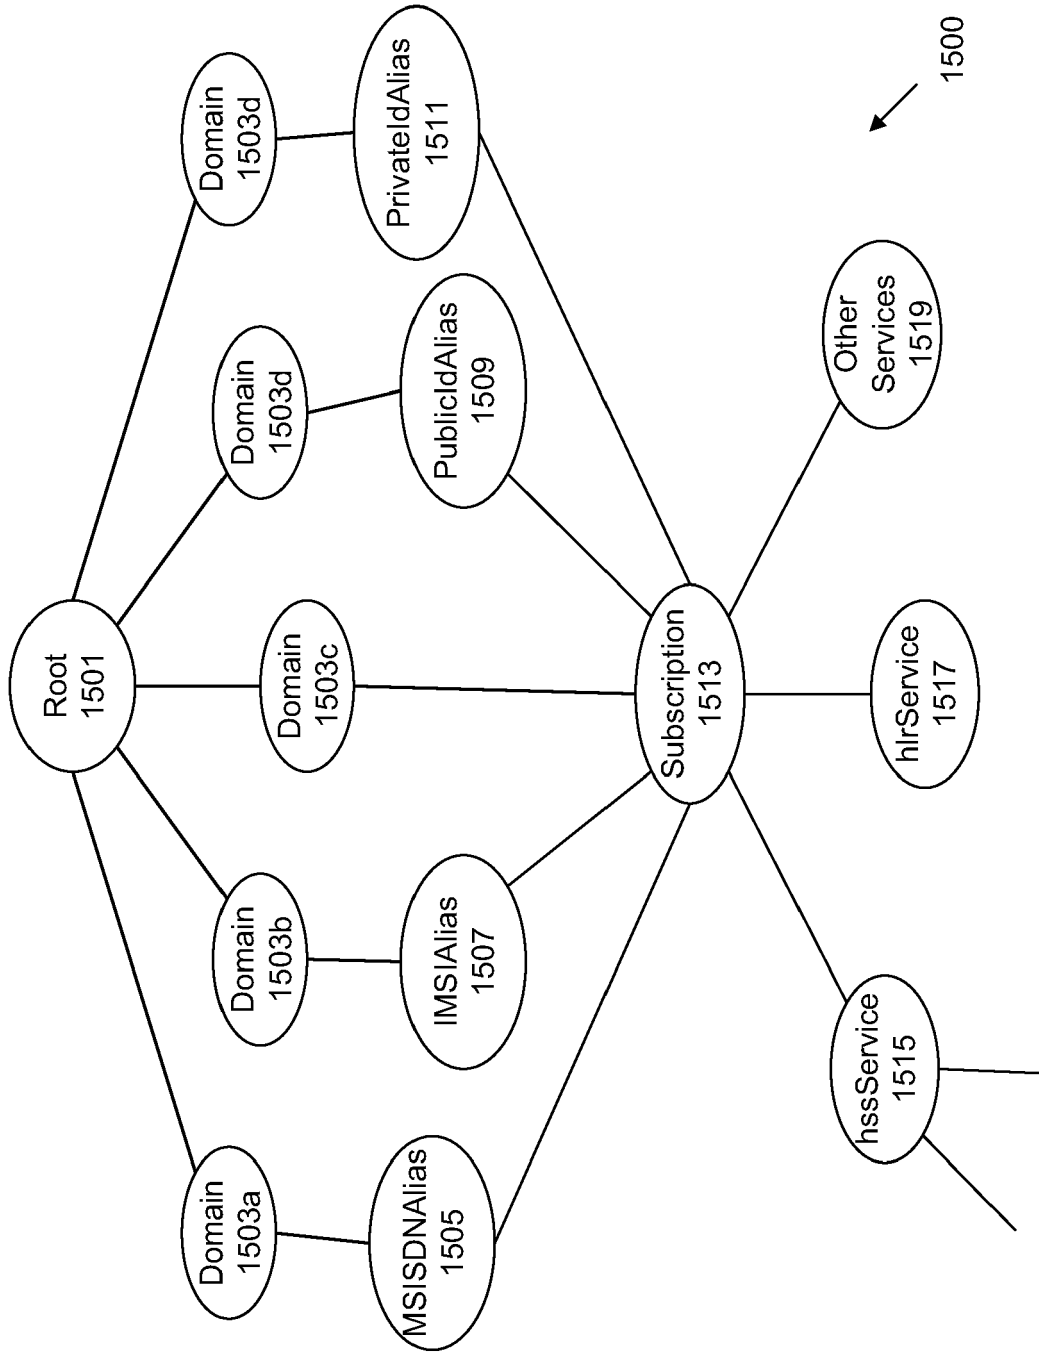 Root
1501
Domain
1503a
Domain
1503b
Domain
1503c
Domain
1503d
Domain
1503d
MSISDNAlias
1505
IMSIAlias
1507
PublicIdAlias
1509
PrivateIdAlias
1511
Subscription
1513
hssService
1515
hlrService
1517
Other
Services
1519
1500